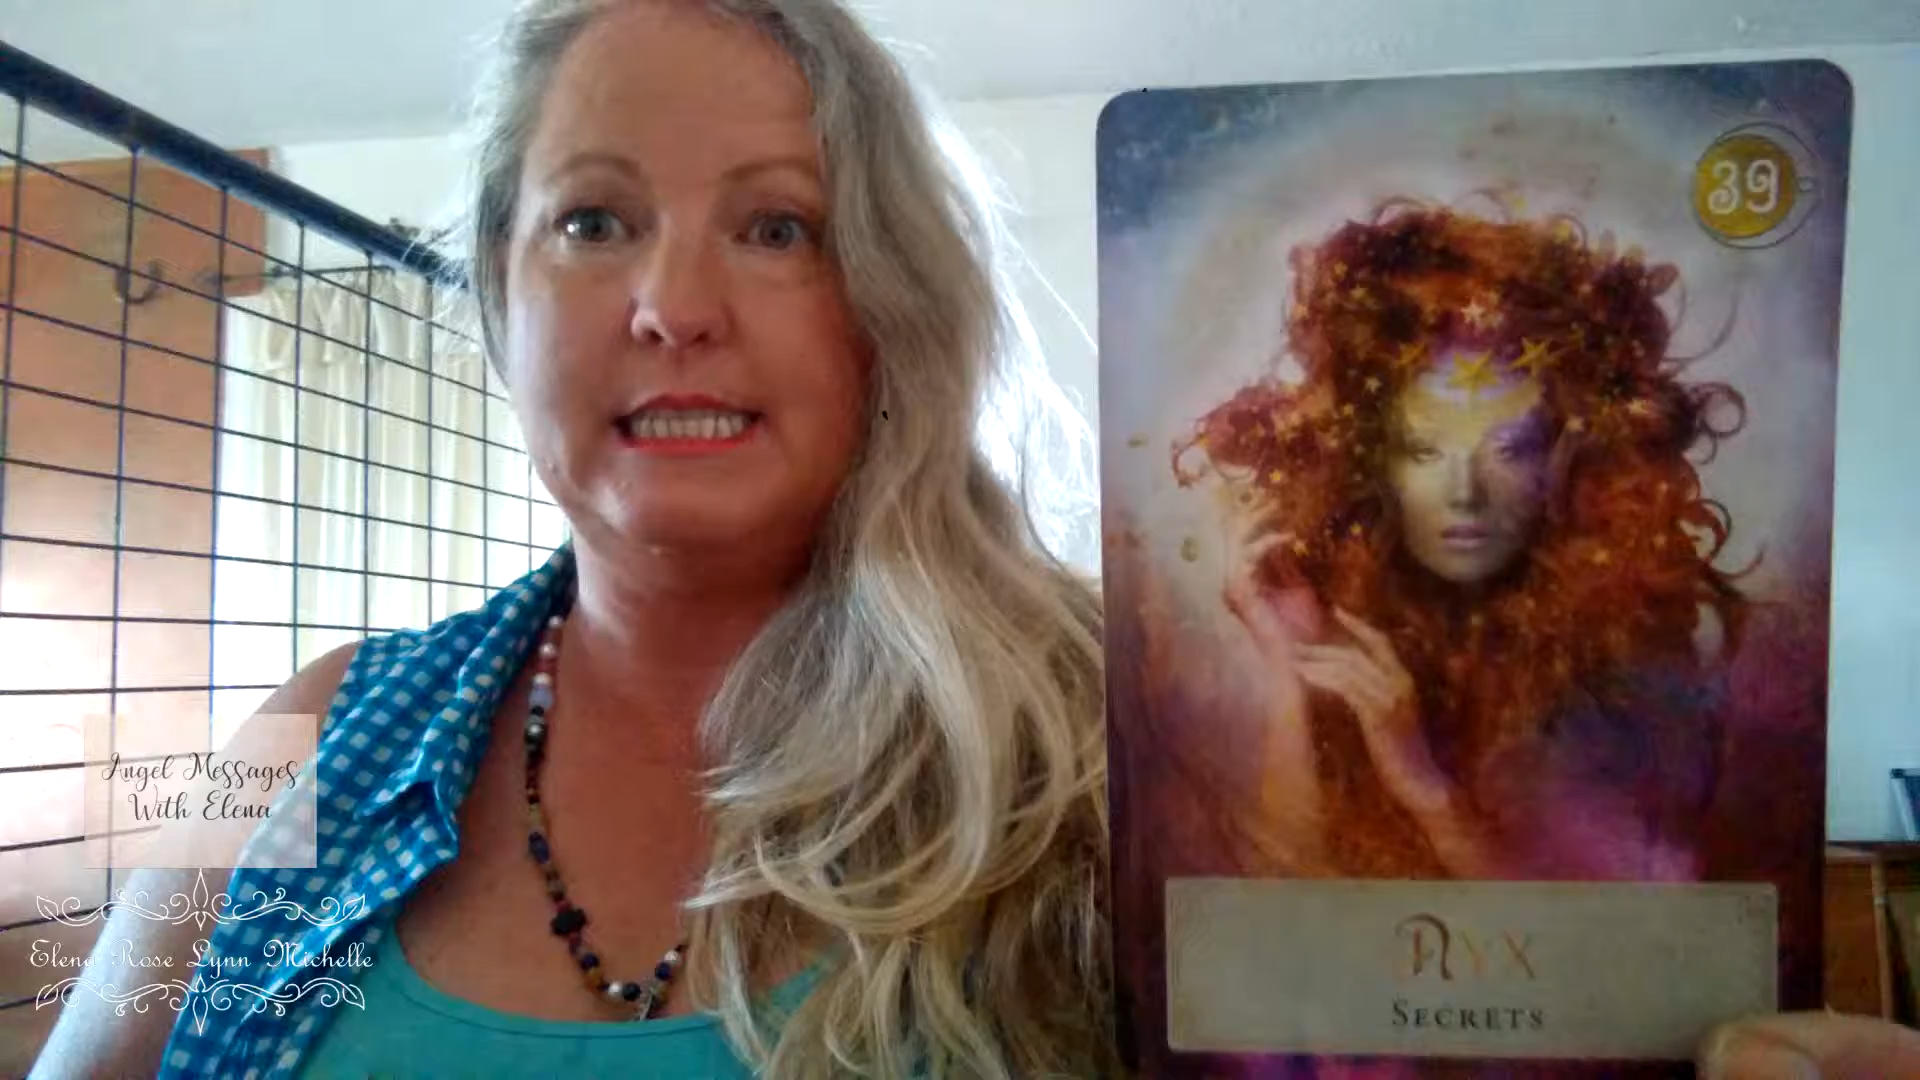 39
Nyx
Secrets
Angel Messages
With Elena
Elena Rose Lynn Michelle